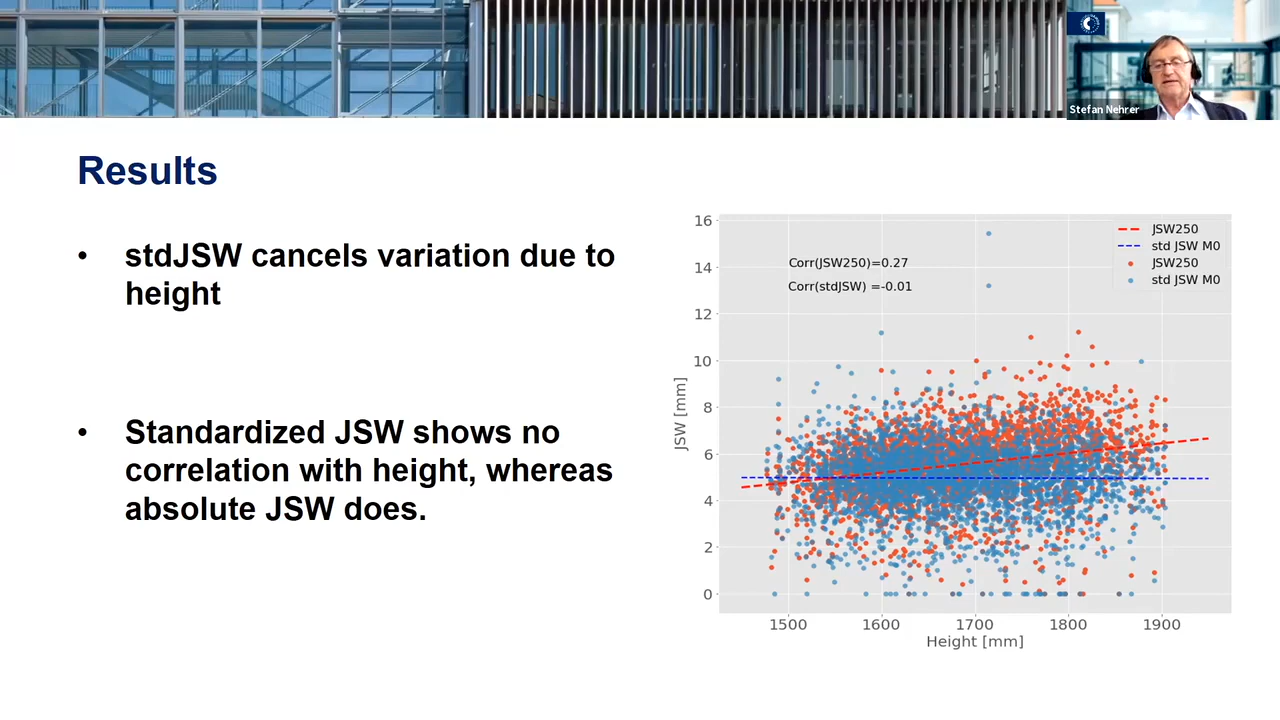 Stefan Nehrer
Results
• stdJSW cancels variation due to
height
• Standardized JSW shows no
correlation with height, whereas
absolute JSW does.
16
14
12
10
8
6
4
2
0
JSW [mm]
Corr(JSW250)=0.27
Corr(stdJSW) =-0.01
JSW250
std JSW M0
JSW250
std JSW M0
1500 1600 1700 1800 1900
Height [mm]